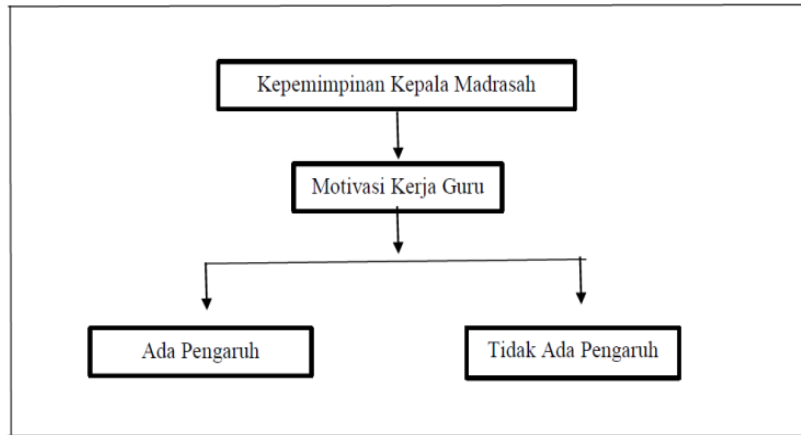 Kepemimpinan Kepala Madrasah
Motivasi Kerja Guru
Ada Pengaruh
Tidak Ada Pengaruh